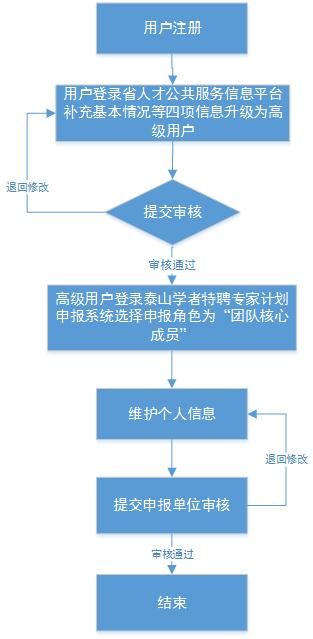 用户注册
用户登录省人才公共服务信息平台
补充基本情况等四项信息升级为高
级用户
退回修改
提交审核
审核通过
高级用户登录泰山学者特聘专家计划
申报系统选择申报角色为“团队核心
成员”
维护个人信息
退回修改
提交申报单位审核
审核通过
结束